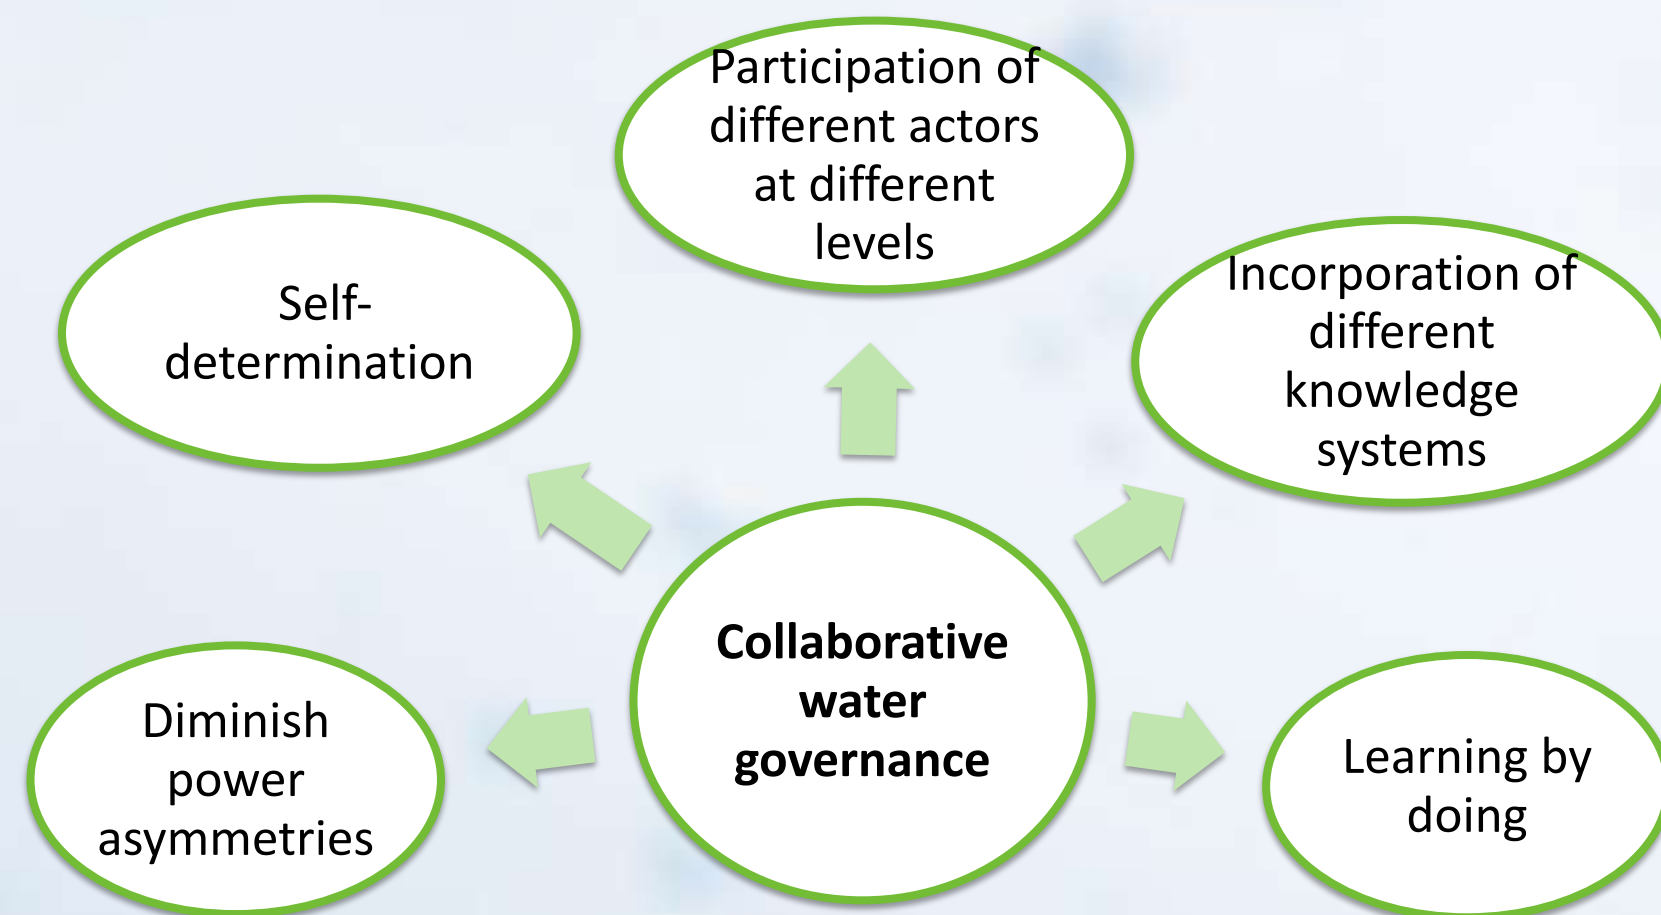 Participation of
different actors
at different
levels
Self-
determination
Incorporation of
different
knowledge
systems
Collaborative
water
governance
Diminish
power
asymmetries
Learning by
doing